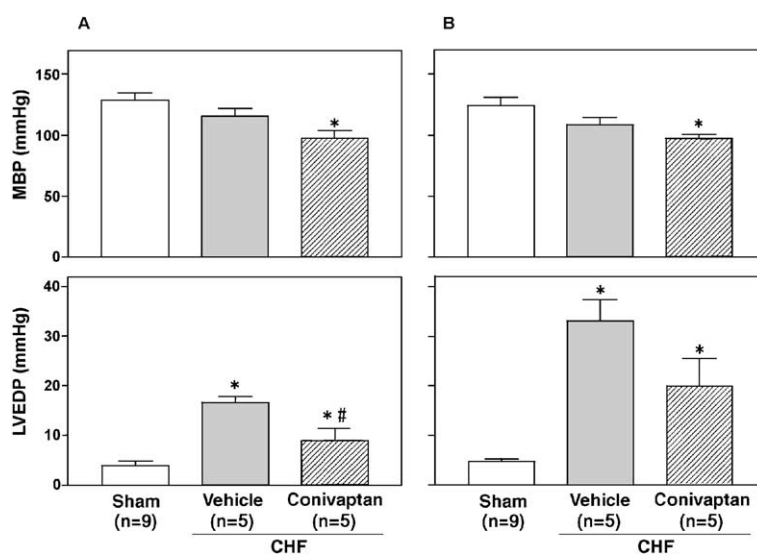 A
B
MBP (mmHg)
150
100
50
0
*
*
LVEDP (mmHg)
40
30
20
10
0
*
* #
*
*
Sham Vehicle Conivaptan Sham Vehicle Conivaptan
(n=9) (n=5) (n=5) (n=9) (n=5) (n=5)
CHF CHF